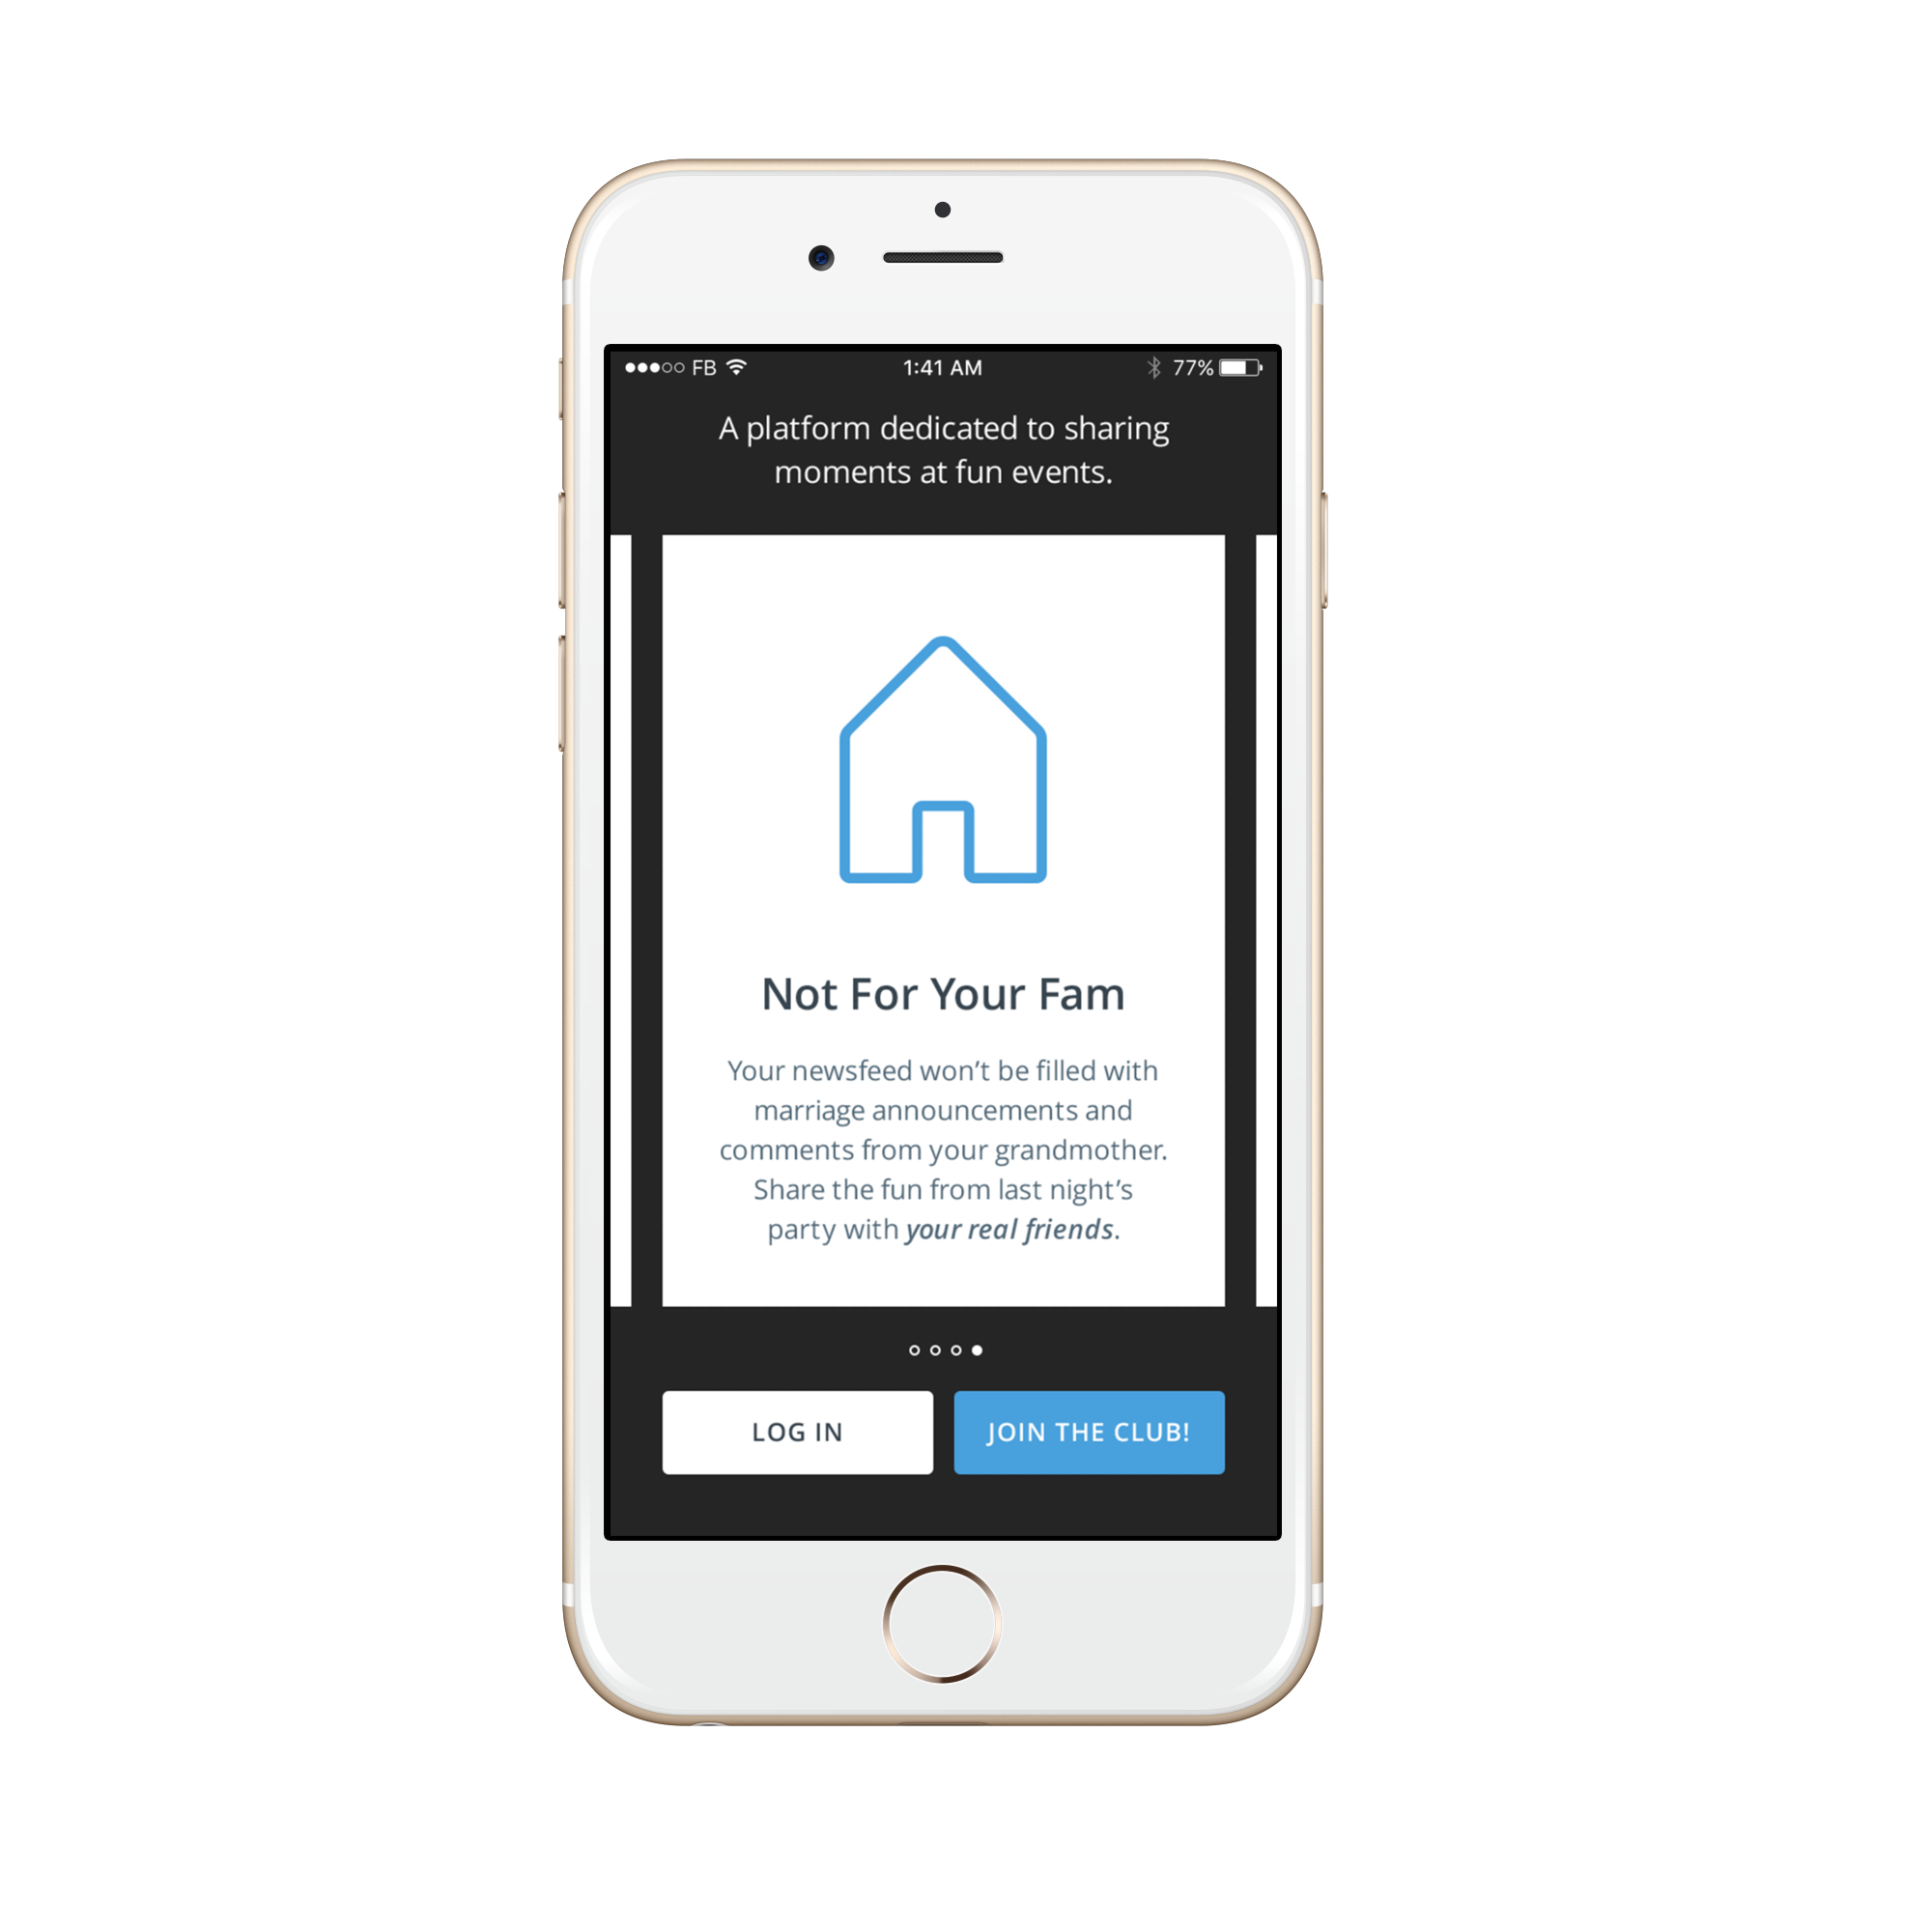 FB 1:41 AM 77%
A platform dedicated to sharing
moments at fun events.
Not For Your Fam
Your newsfeed won’t be filled with
marriage announcements and
comments from your grandmother.
Share the fun from last night’s
party with your real friends.
LOG IN JOIN THE CLUB!